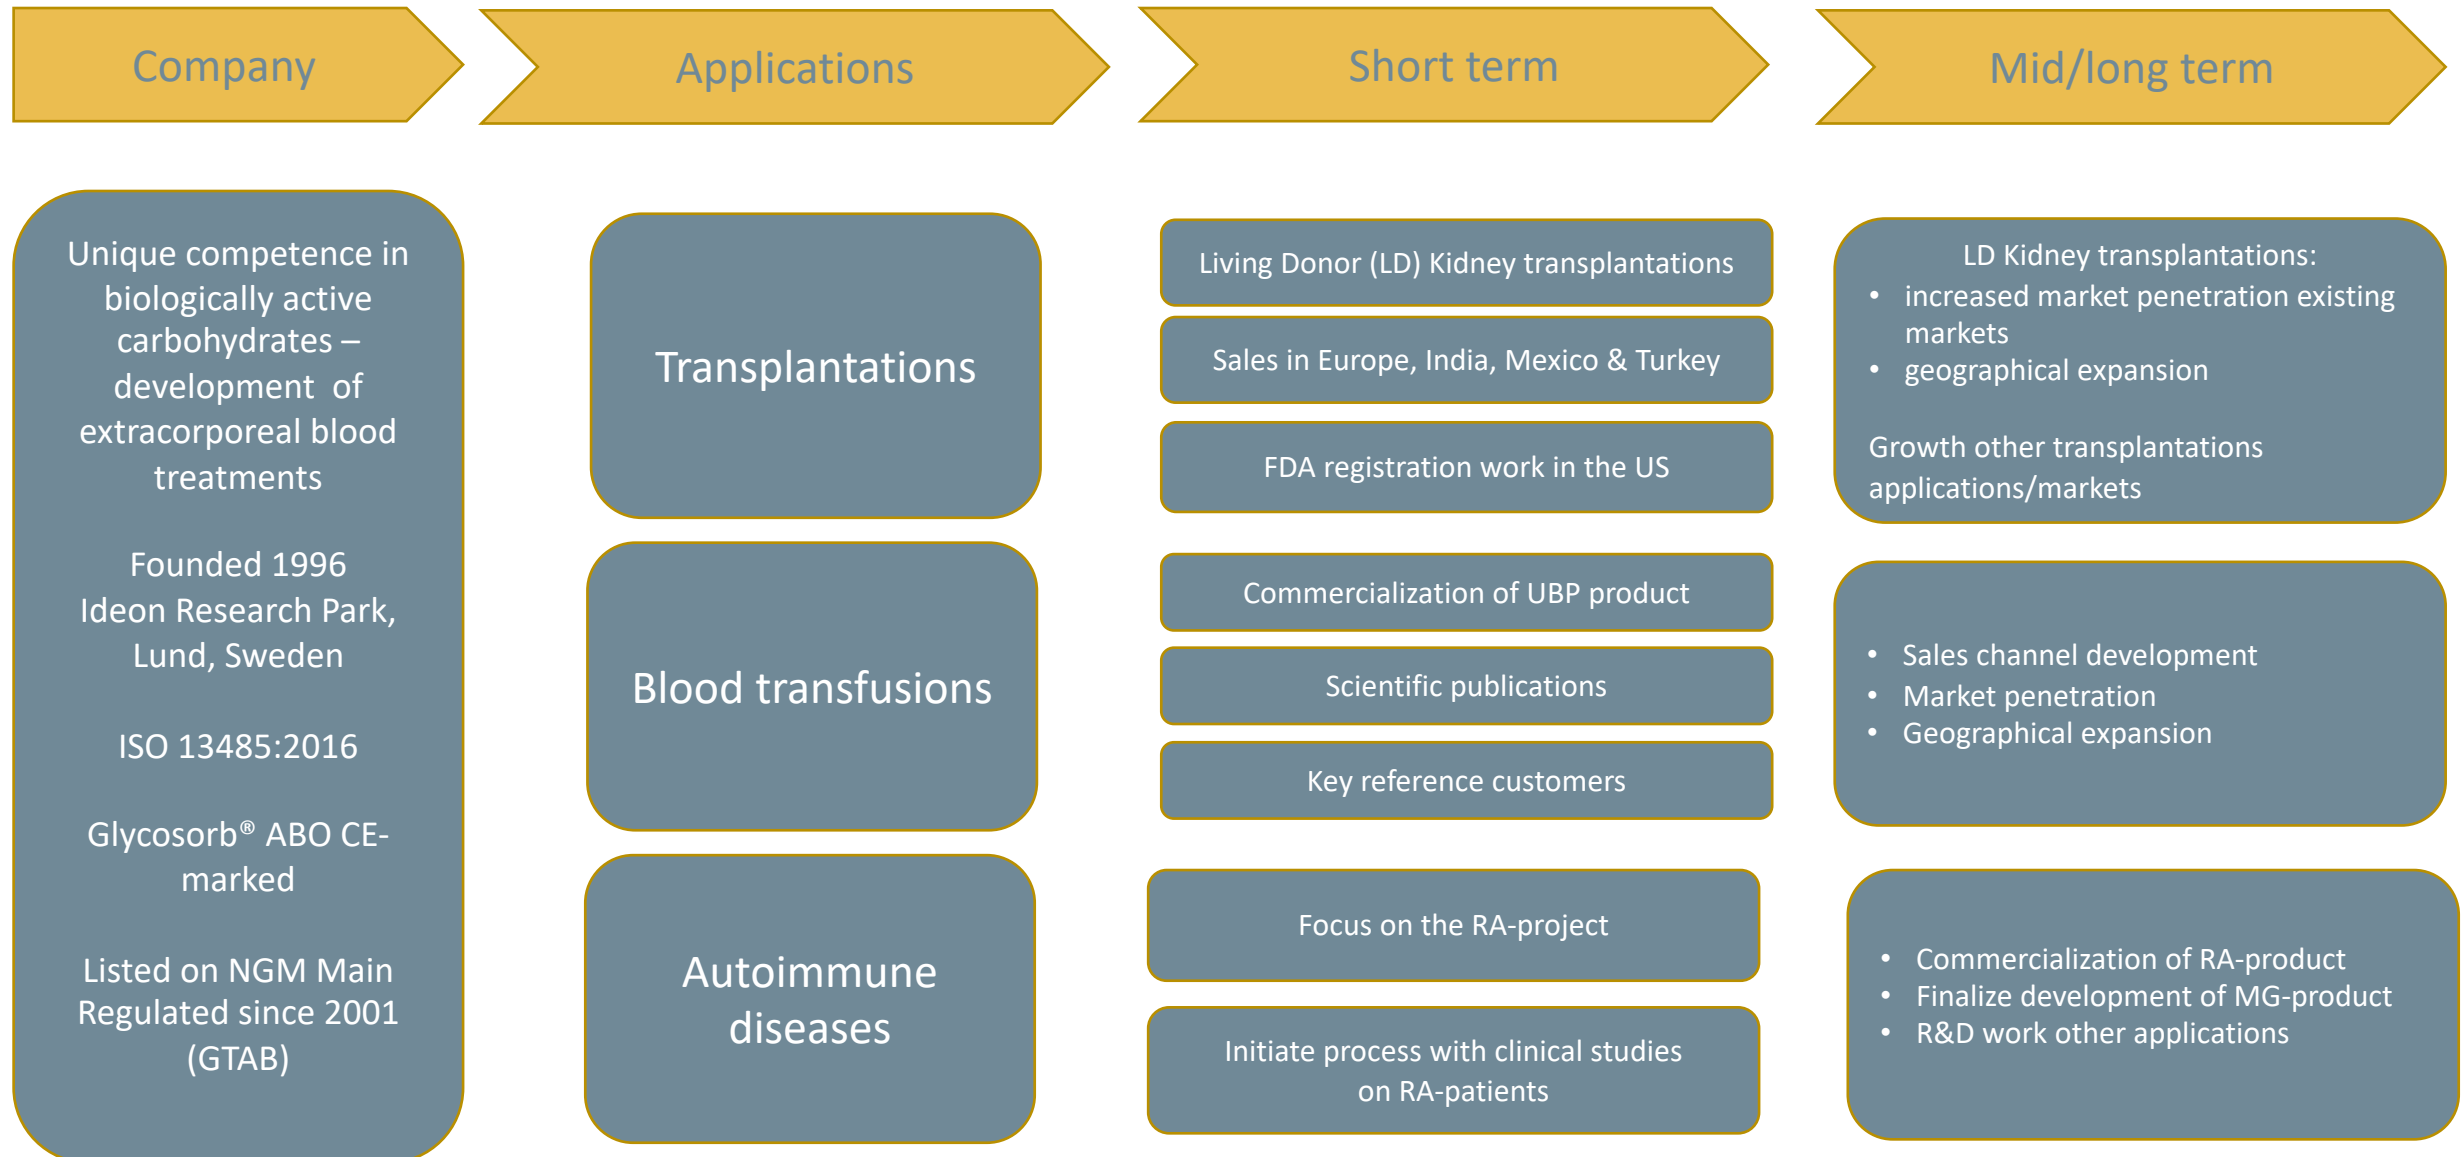 Company
Applications
Short term
Mid/long term
Unique competence in
biologically active
carbohydrates –
development of
extracorporeal blood
treatments
Founded 1996
Ideon Research Park,
Lund, Sweden
ISO 13485:2016
Glycosorb® ABO CE-
marked
Listed on NGM Main
Regulated since 2001
(GTAB)
Transplantations
Living Donor (LD) Kidney transplantations
Sales in Europe, India, Mexico & Turkey
FDA registration work in the US
LD Kidney transplantations:
• increased market penetration existing
markets
• geographical expansion
Growth other transplantations
applications/markets
Blood transfusions
Commercialization of UBP product
Scientific publications
Key reference customers
• Sales channel development
• Market penetration
• Geographical expansion
Autoimmune
diseases
Focus on the RA-project
Initiate process with clinical studies
on RA-patients
• Commercialization of RA-product
• Finalize development of MG-product
• R&D work other applications